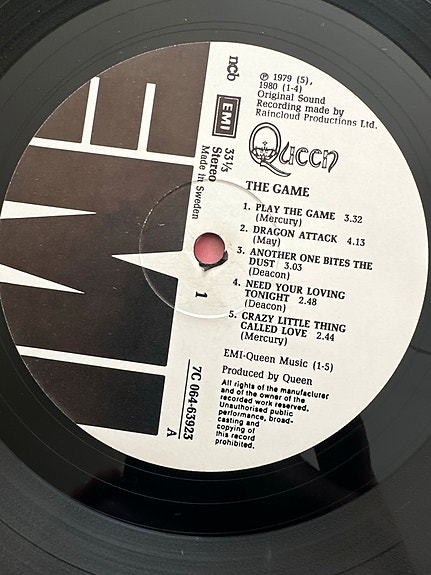 EMI
ncb
℗ 1979 (5),
1980 (1-4)
Original Sound
Recording made by
Raincloud Productions Ltd.
EMI
33 1/3
Stereo
Made in Sweden
Queen
THE GAME
1. PLAY THE GAME 3.32
(Mercury)
2. DRAGON ATTACK 4.13
(May)
3. ANOTHER ONE BITES THE
DUST 3.03
(Deacon)
4. NEED YOUR LOVING
TONIGHT 2.48
(Deacon)
5. CRAZY LITTLE THING
CALLED LOVE 2.44
(Mercury)
1
EMI-Queen Music (1-5)
Produced by Queen
All rights of the manufacturer
and of the owner of the
recorded work reserved.
Unauthorised public
performance, broad-
casting and
copying of
this record
prohibited.
7C 064-63923
A